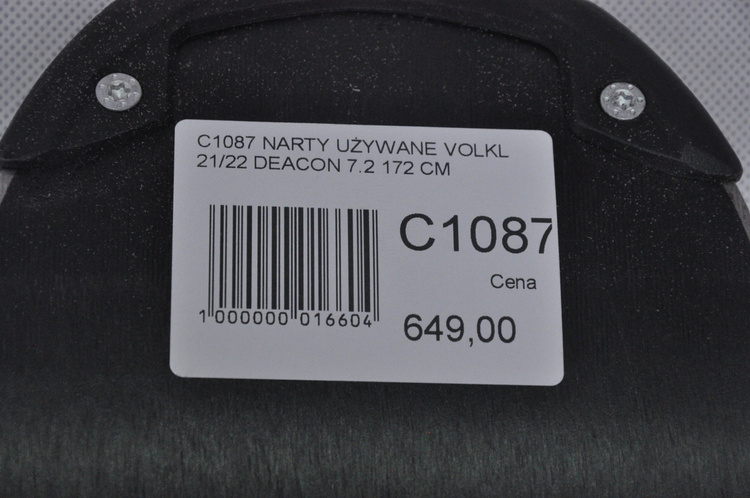 C1087 NARTY UŻYWANE VOLKL
21/22 DEACON 7.2 172 CM
C1087
Cena
649,00
1 000000 016604